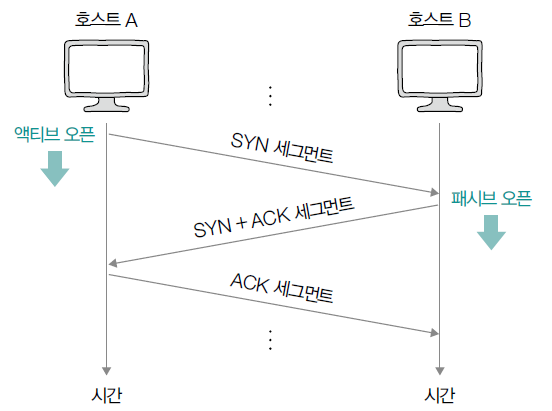 호스트 A
호스트 B
액티브 오픈
SYN 세그먼트
패시브 오픈
SYN + ACK 세그먼트
ACK 세그먼트
시간
시간